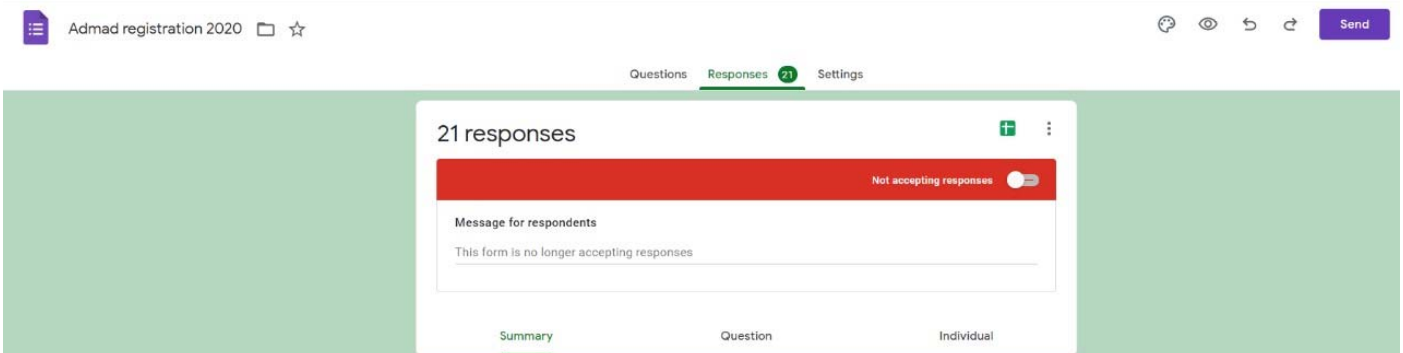 Admad registration 2020
Send
Questions Responses 21 Settings
21 responses
Not accepting responses
Message for respondents
This form is no longer accepting responses
Summary Question Individual